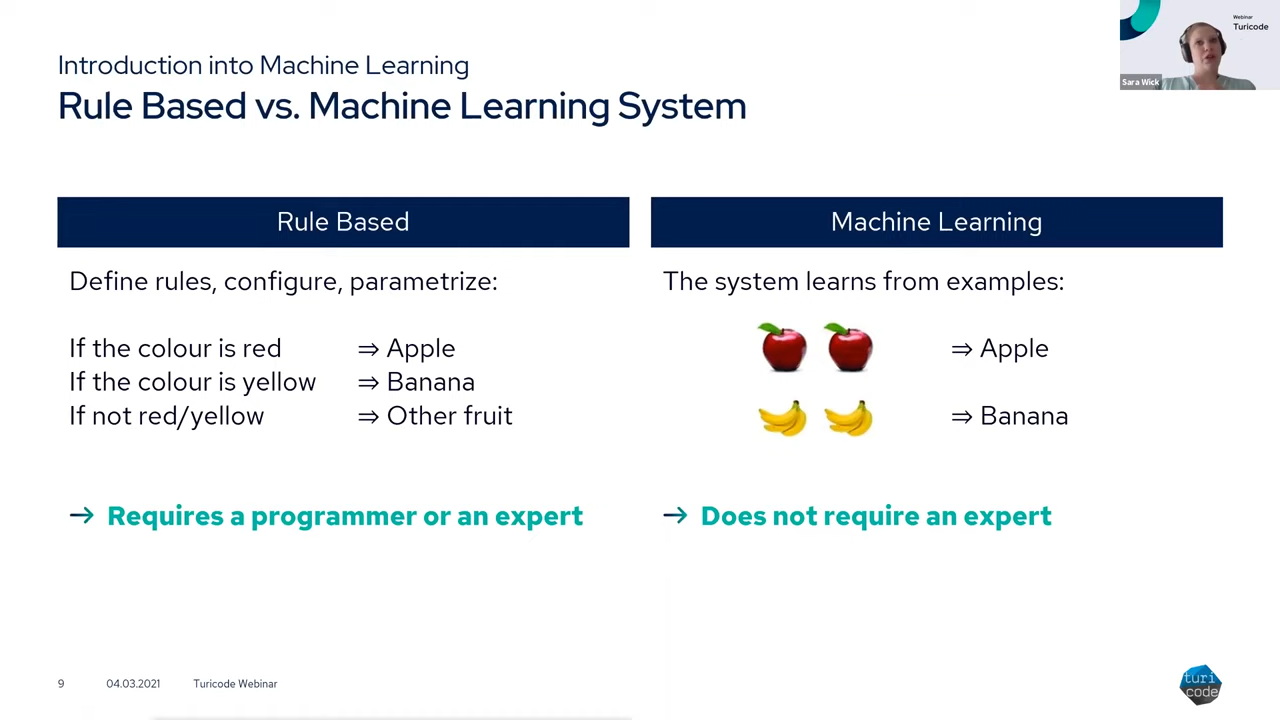 Introduction into Machine Learning
Rule Based vs. Machine Learning System
Webinar
Turicode
Sara Wick
Rule Based
Define rules, configure, parametrize:
If the colour is red ⇒ Apple
If the colour is yellow ⇒ Banana
If not red/yellow ⇒ Other fruit
→ Requires a programmer or an expert
Machine Learning
The system learns from examples:
⇒ Apple
⇒ Banana
→ Does not require an expert
9 04.03.2021 Turicode Webinar
turi
code